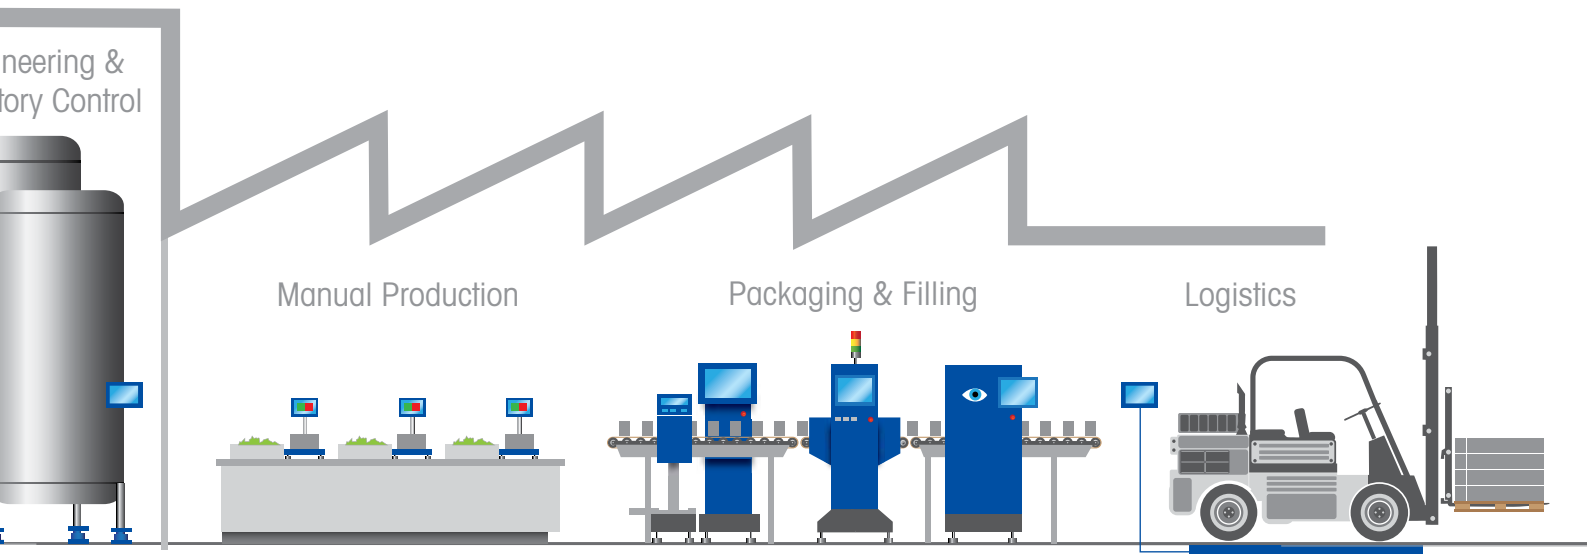 neering &
tory Control
Manual Production
Packaging & Filling
Logistics